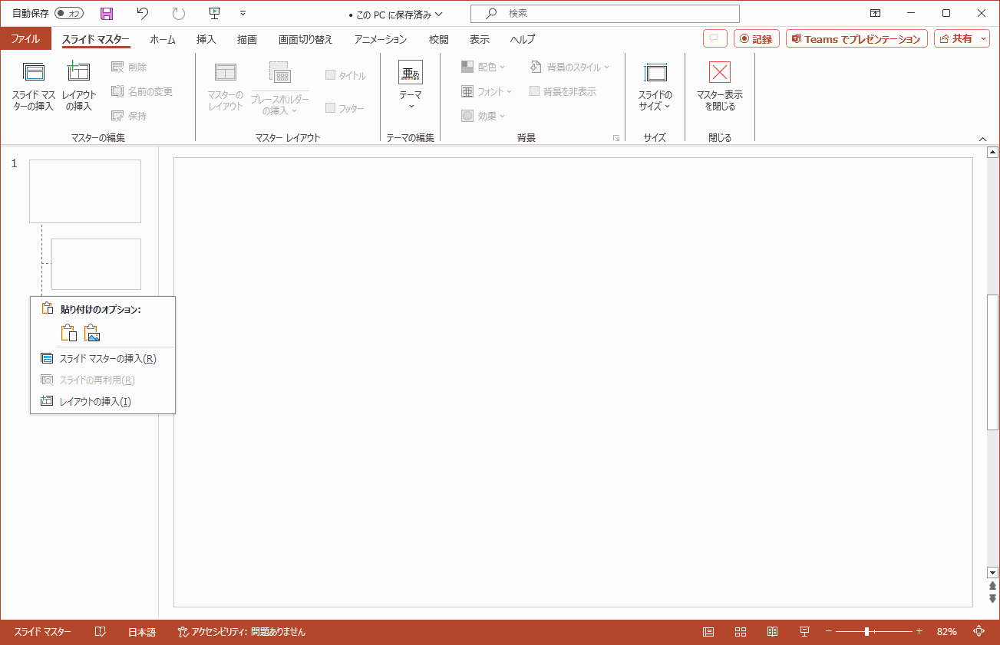 自動保存 オフ
• この PC に保存済み
検索
ファイル スライド マスター ホーム 挿入 描画 画面切り替え アニメーション 校閲 表示 ヘルプ
記録 Teams でプレゼンテーション 共有
スライド マス
ターの挿入
レイアウト
の挿入
削除
名前の変更
保持
マスターの編集
マスターの
レイアウト
プレースホルダー
の挿入
タイトル
フッター
マスター レイアウト
亜あ
テーマ
テーマの編集
配色
亜 フォント
効果
背景のスタイル
背景を非表示
背景
スライドの
サイズ
サイズ
マスター表示
を閉じる
閉じる
1
貼り付けのオプション:
スライド マスターの挿入(R)
スライドの再利用(R)
レイアウトの挿入(I)
スライド マスター 日本語 アクセシビリティ: 問題ありません 82%